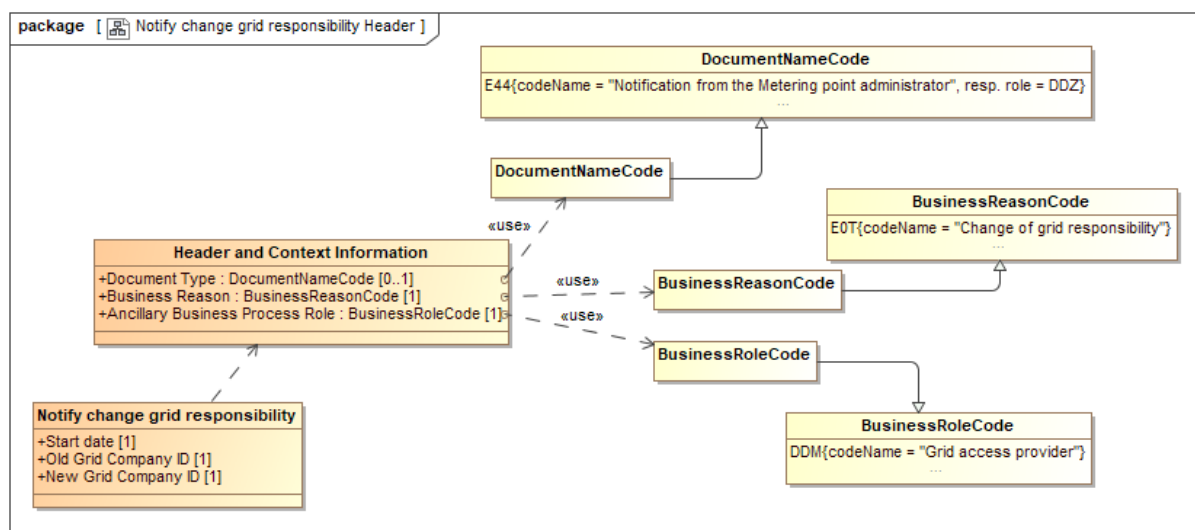 package [ Notify change grid responsibility Header ]
DocumentNameCode
E44{codeName = "Notification from the Metering point administrator", resp. role = DDZ}
...
DocumentNameCode
«use»
BusinessReasonCode
E0T{codeName = "Change of grid responsibility"}
...
Header and Context Information
+Document Type : DocumentNameCode [0..1]
+Business Reason : BusinessReasonCode [1]
+Ancillary Business Process Role : BusinessRoleCode [1]
«use»
BusinessReasonCode
«use»
BusinessRoleCode
Notify change grid responsibility
+Start date [1]
+Old Grid Company ID [1]
+New Grid Company ID [1]
BusinessRoleCode
DDM{codeName = "Grid access provider"}
...